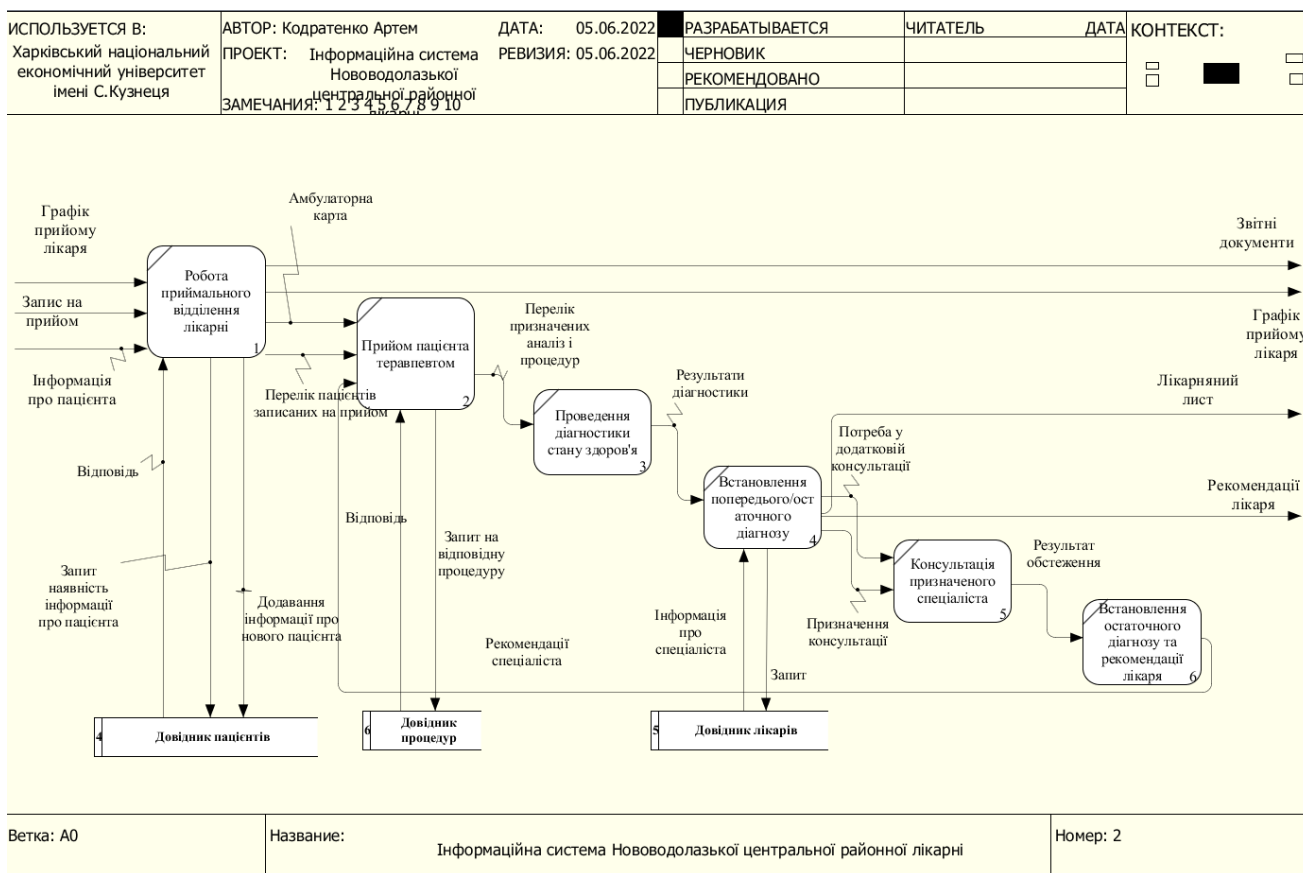 ИСПОЛЬЗУЕТСЯ В:
Харківський національний
економічний університет
імені С.Кузнеця
АВТОР: Кодратенко Артем
ДАТА: 05.06.2022
ПРОЕКТ: Інформаційна система
Нововодолазької
центральної районної
лікарні
РЕВИЗИЯ: 05.06.2022
ЗАМЕЧАНИЯ: 1 2 3 4 5 6 7 8 9 10
РАЗРАБАТЫВАЕТСЯ
ЧЕРНОВИК
РЕКОМЕНДОВАНО
ПУБЛИКАЦИЯ
ЧИТАТЕЛЬ
ДАТА
КОНТЕКСТ:
Графік
прийому
лікаря
Запис на
прийом
Інформація
про пацієнта
Робота
приймального
відділення
лікарні
1
Амбулаторна
карта
Звітні
документи
Графік
прийому
лікаря
Прийом пацієнта
терапевтом
2
Перелік пацієнтів
записаних на прийом
Перелік
призначених
аналіз і
процедур
Проведення
діагностики
стану здоров'я
3
Результати
діагностики
Лікарняний
лист
Потреба у
додатковій
консультації
Рекомендації
лікаря
Встановлення
попередього/ост
аточного
діагнозу
4
Консультація
призначеного
спеціаліста
5
Результат
обстеження
Встановлення
остаточного
діагнозу та
рекомендації
лікаря
6
Відповідь
Запит
наявність
інформації
про пацієнта
Додавання
інформації про
нового пацієнта
Відповідь
Запит на
відповідну
процедуру
Рекомендації
спеціаліста
Інформація
про
спеціаліста
Запит
Призначення
консультації
4
Довідник пацієнтів
6
Довідник
процедур
5
Довідник лікарів
Ветка: A0
Название:
Інформаційна система Нововодолазької центральної районної лікарні
Номер: 2